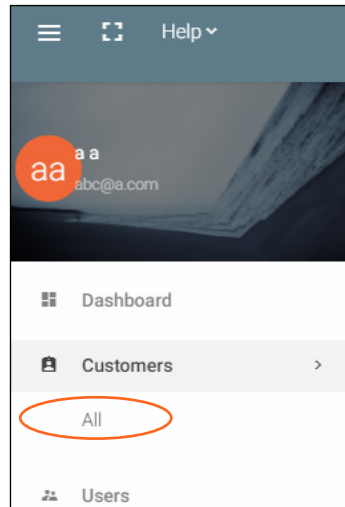 Help
a a
aa
abc@a.com
Dashboard
Customers
All
Users